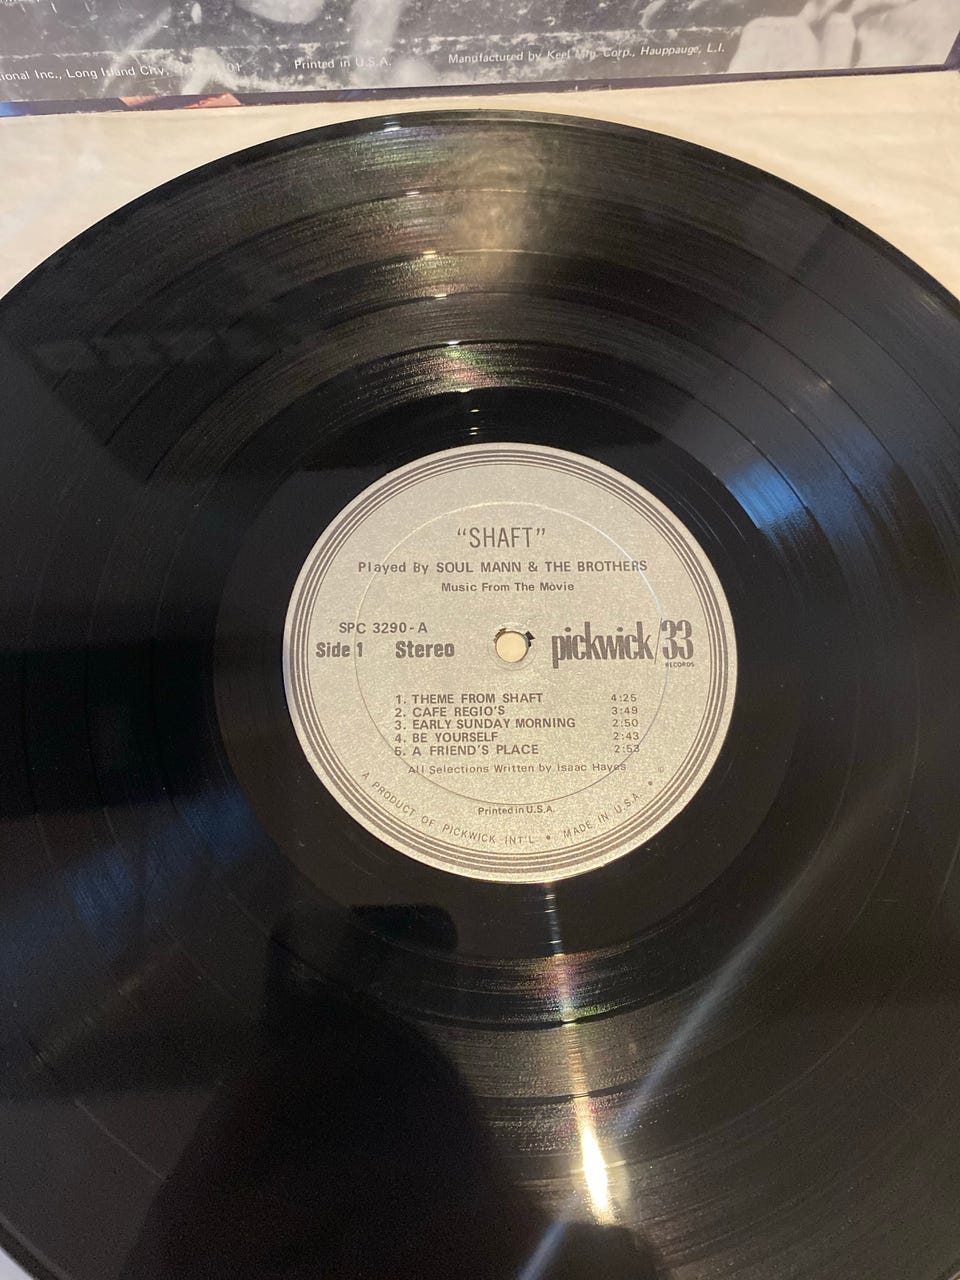 ional Inc., Long Island City, 01
Printed in U.S.A.
Manufactured by Keel Mfg. Corp., Hauppauge, L.I.
“SHAFT”
Played By SOUL MANN & THE BROTHERS
Music From The Movie
SPC 3290-A
Side 1 Stereo
pickwick/33
RECORDS
1. THEME FROM SHAFT 4:25
2. CAFE REGIO'S 3:49
3. EARLY SUNDAY MORNING 2:50
4. BE YOURSELF 2:43
5. A FRIEND'S PLACE 2:53
All Selections Written by Isaac Hayes
Printed in U.S.A.
A PRODUCT OF PICKWICK INT'L • MADE IN U.S.A. • ©